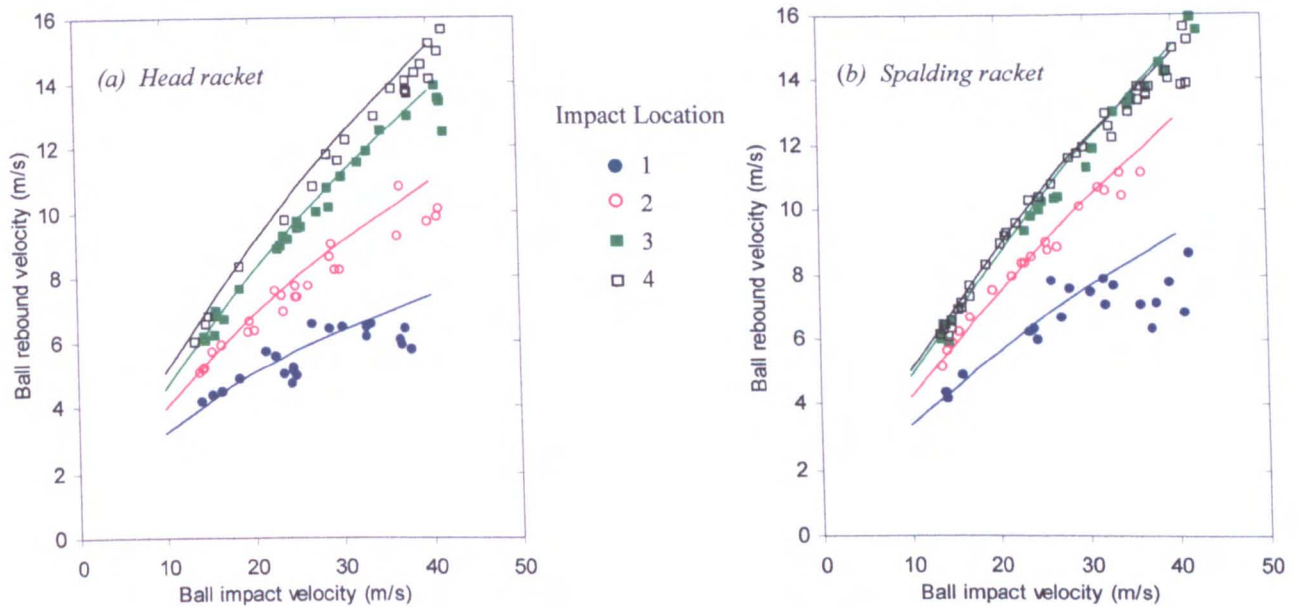 (a) Head racket
Ball rebound velocity (m/s)
16
14
12
10
8
6
4
2
0
0 10 20 30 40 50
Ball impact velocity (m/s)
Impact Location
1
2
3
4
(b) Spalding racket
Ball rebound velocity (m/s)
16
14
12
10
8
6
4
2
0
0 10 20 30 40 50
Ball impact velocity (m/s)